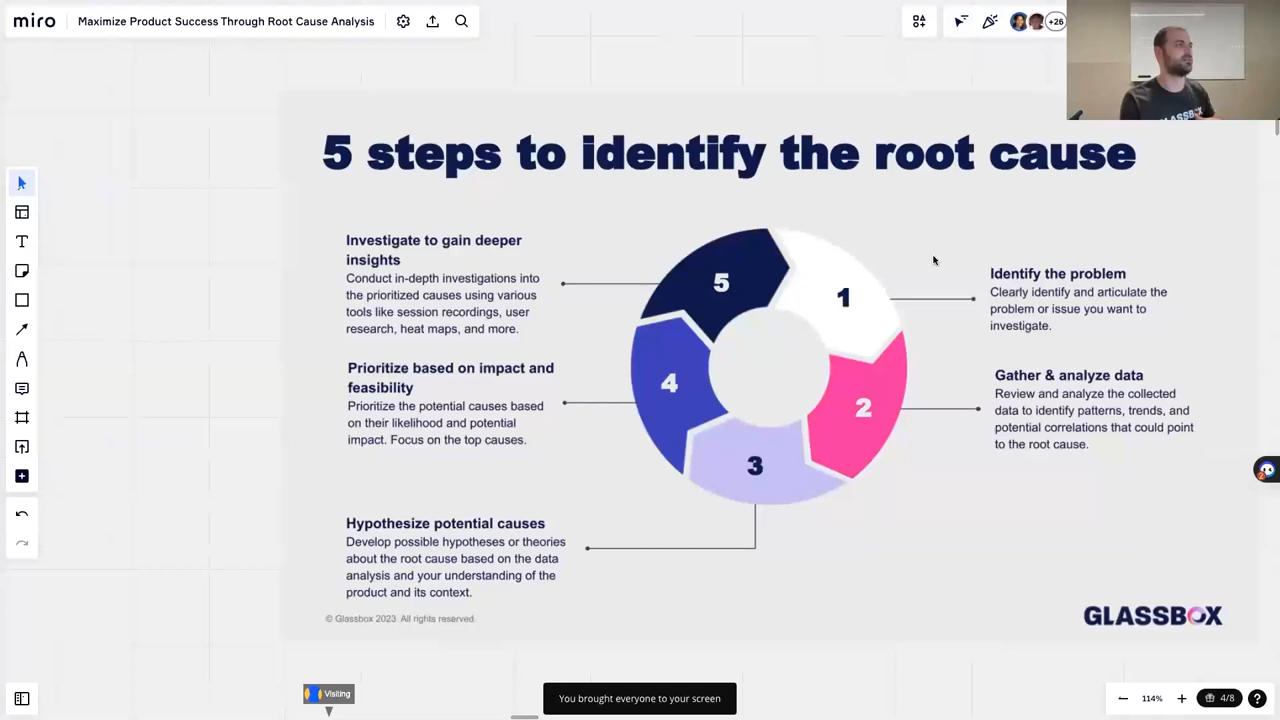 miro
Maximize Product Success Through Root Cause Analysis
+26
GLASSBOX
5 steps to identify the root cause
Investigate to gain deeper
insights
Conduct in-depth investigations into
the prioritized causes using various
tools like session recordings, user
research, heat maps, and more.
Prioritize based on impact and
feasibility
Prioritize the potential causes based
on their likelihood and potential
impact. Focus on the top causes.
Hypothesize potential causes
Develop possible hypotheses or theories
about the root cause based on the data
analysis and your understanding of the
product and its context.
5
1
4
2
3
Identify the problem
Clearly identify and articulate the
problem or issue you want to
investigate.
Gather & analyze data
Review and analyze the collected
data to identify patterns, trends, and
potential correlations that could point
to the root cause.
© Glassbox 2023. All rights reserved.
GLASSBOX
Visiting
You brought everyone to your screen
114%
4/8